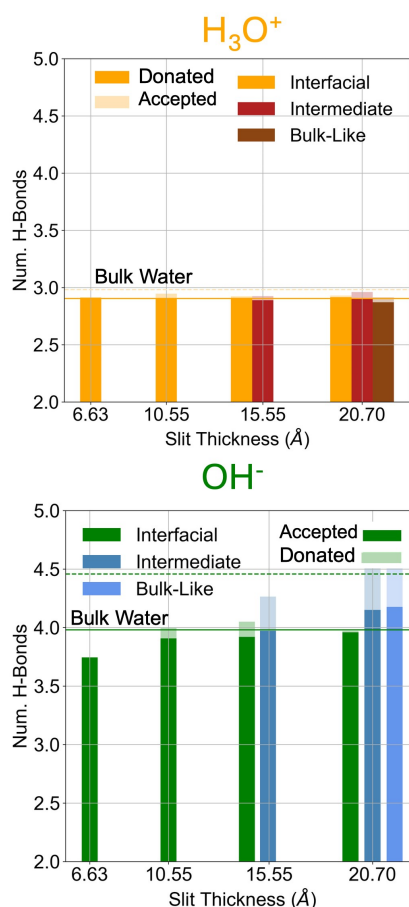 H₃O⁺
Donated
Accepted
Interfacial
Intermediate
Bulk-Like
Bulk Water
Num. H-Bonds
5.0
4.5
4.0
3.5
3.0
2.5
2.0
6.63 10.55 15.55 20.70
Slit Thickness (Å)
OH⁻
Interfacial
Intermediate
Bulk-Like
Accepted
Donated
Bulk Water
Num. H-Bonds
5.0
4.5
4.0
3.5
3.0
2.5
2.0
6.63 10.55 15.55 20.70
Slit Thickness (Å)